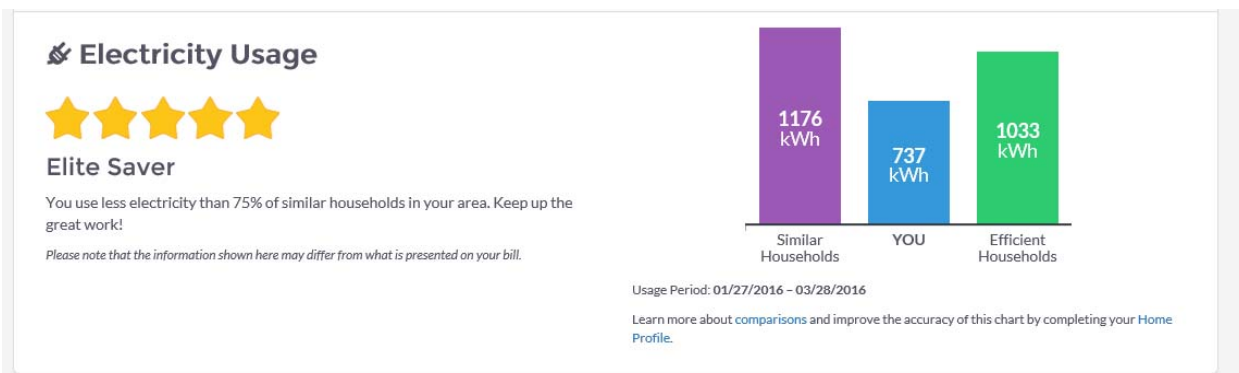 Electricity Usage
Elite Saver
You use less electricity than 75% of similar households in your area. Keep up the
great work!
Please note that the information shown here may differ from what is presented on your bill.
1176
kWh
737
kWh
1033
kWh
Similar
Households
YOU
Efficient
Households
Usage Period: 01/27/2016 – 03/28/2016
Learn more about comparisons and improve the accuracy of this chart by completing your Home
Profile.